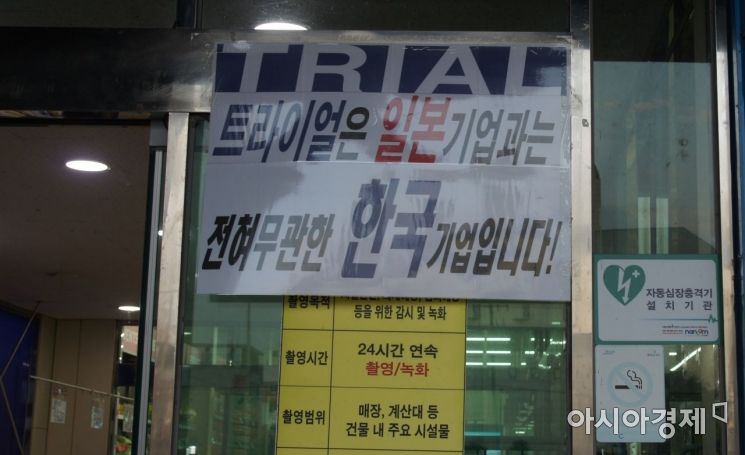 TRIAL
트라이얼은 일본기업과는
전혀무관한 한국기업입니다!
촬영목적
등을 위한 감시 및 녹화
촬영시간
24시간 연속
촬영/녹화
촬영범위
매장, 계산대 등
건물 내 주요 시설물
자동심장충격기
설치기관
아시아경제